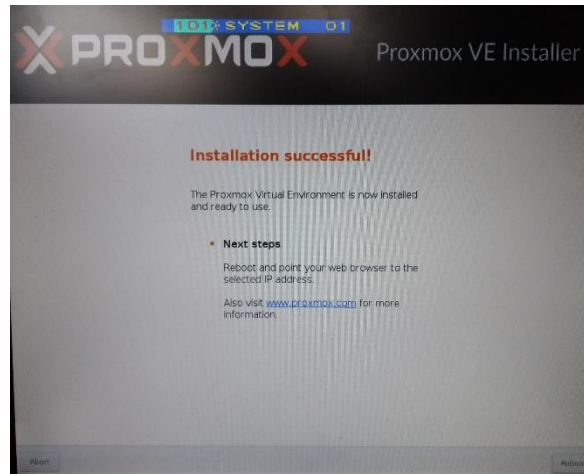 101 SYSTEM 01
PROXMOX
Proxmox VE Installer
Installation successful!
The Proxmox Virtual Environment is now installed
and ready to use.
Next steps
Reboot and point your web browser to the
selected IP address.
Also visit www.proxmox.com for more
information.
Abort
Reboot